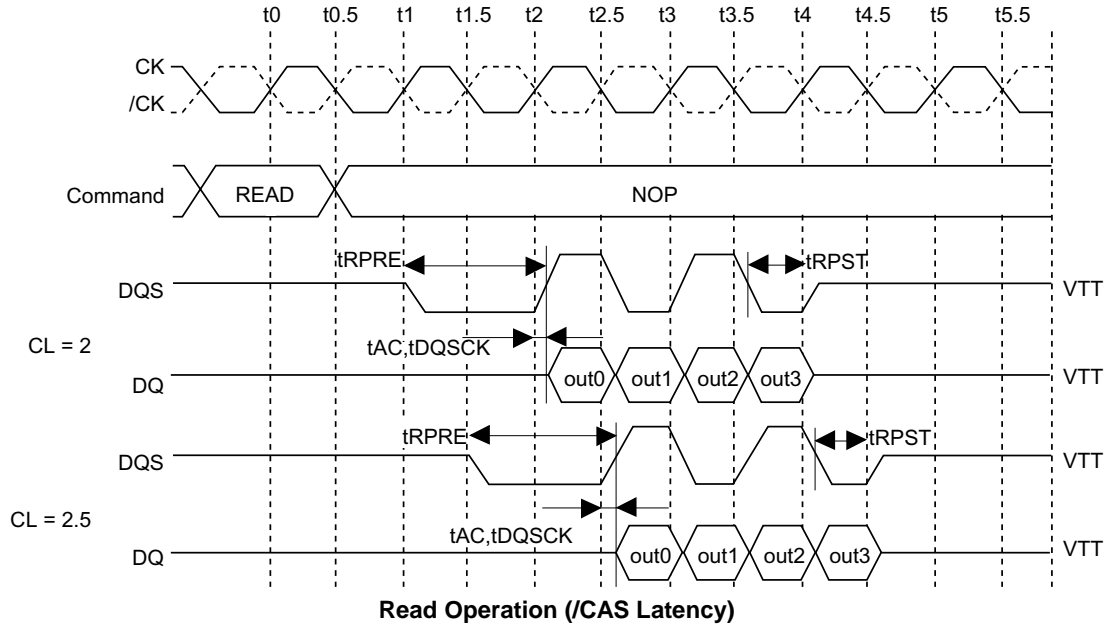 t0 t0.5 t1 t1.5 t2 t2.5 t3 t3.5 t4 t4.5 t5 t5.5
CK
/CK
Command READ NOP
tRPRE tRPST
DQS VTT
CL = 2
tAC,tDQSCK
DQ out0 out1 out2 out3 VTT
tRPRE tRPST
DQS VTT
CL = 2.5
tAC,tDQSCK
DQ out0 out1 out2 out3 VTT
Read Operation (/CAS Latency)